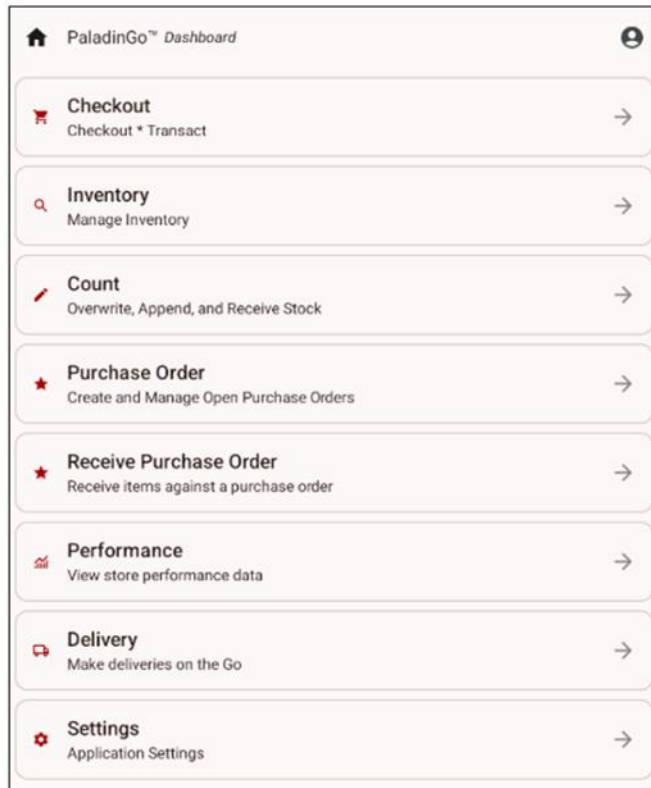 PaladinGo™ Dashboard
Checkout
Checkout * Transact
Inventory
Manage Inventory
Count
Overwrite, Append, and Receive Stock
Purchase Order
Create and Manage Open Purchase Orders
Receive Purchase Order
Receive items against a purchase order
Performance
View store performance data
Delivery
Make deliveries on the Go
Settings
Application Settings